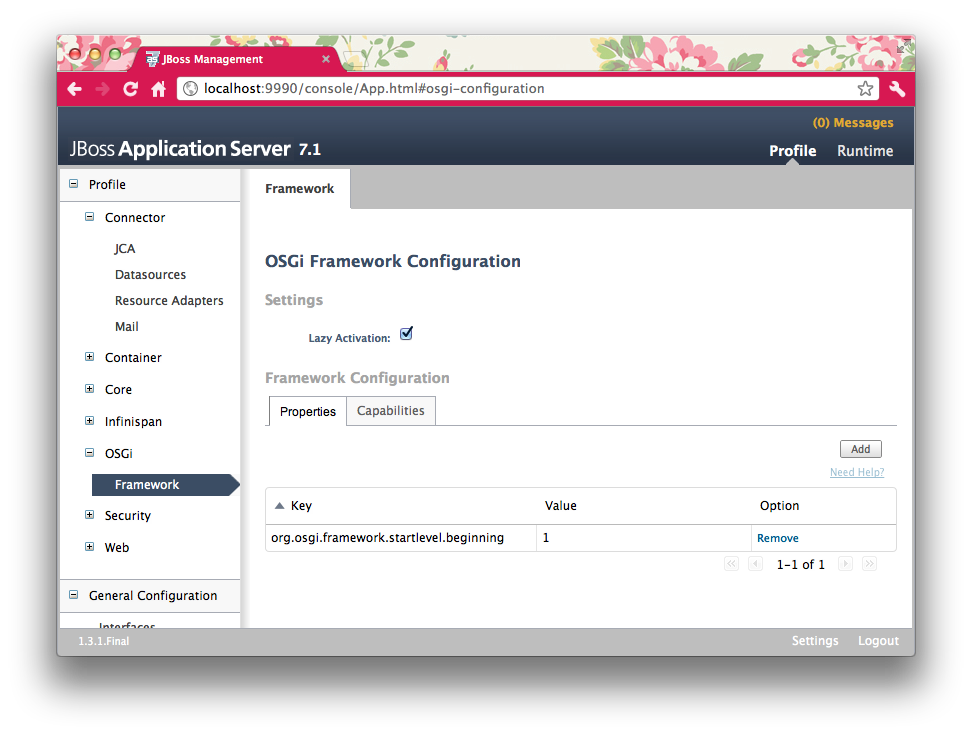 JBoss Management
localhost:9990/console/App.html#osgi-configuration
(0) Messages
JBoss Application Server 7.1
Profile Runtime
Profile
Connector
JCA
Datasources
Resource Adapters
Mail
Container
Core
Infinispan
OSGi
Framework
Security
Web
General Configuration
Interfaces
Framework
OSGi Framework Configuration
Settings
Lazy Activation:
Framework Configuration
Properties Capabilities
Add
Need Help?
Key Value Option
org.osgi.framework.startlevel.beginning 1 Remove
1-1 of 1
1.3.1.Final
Settings Logout